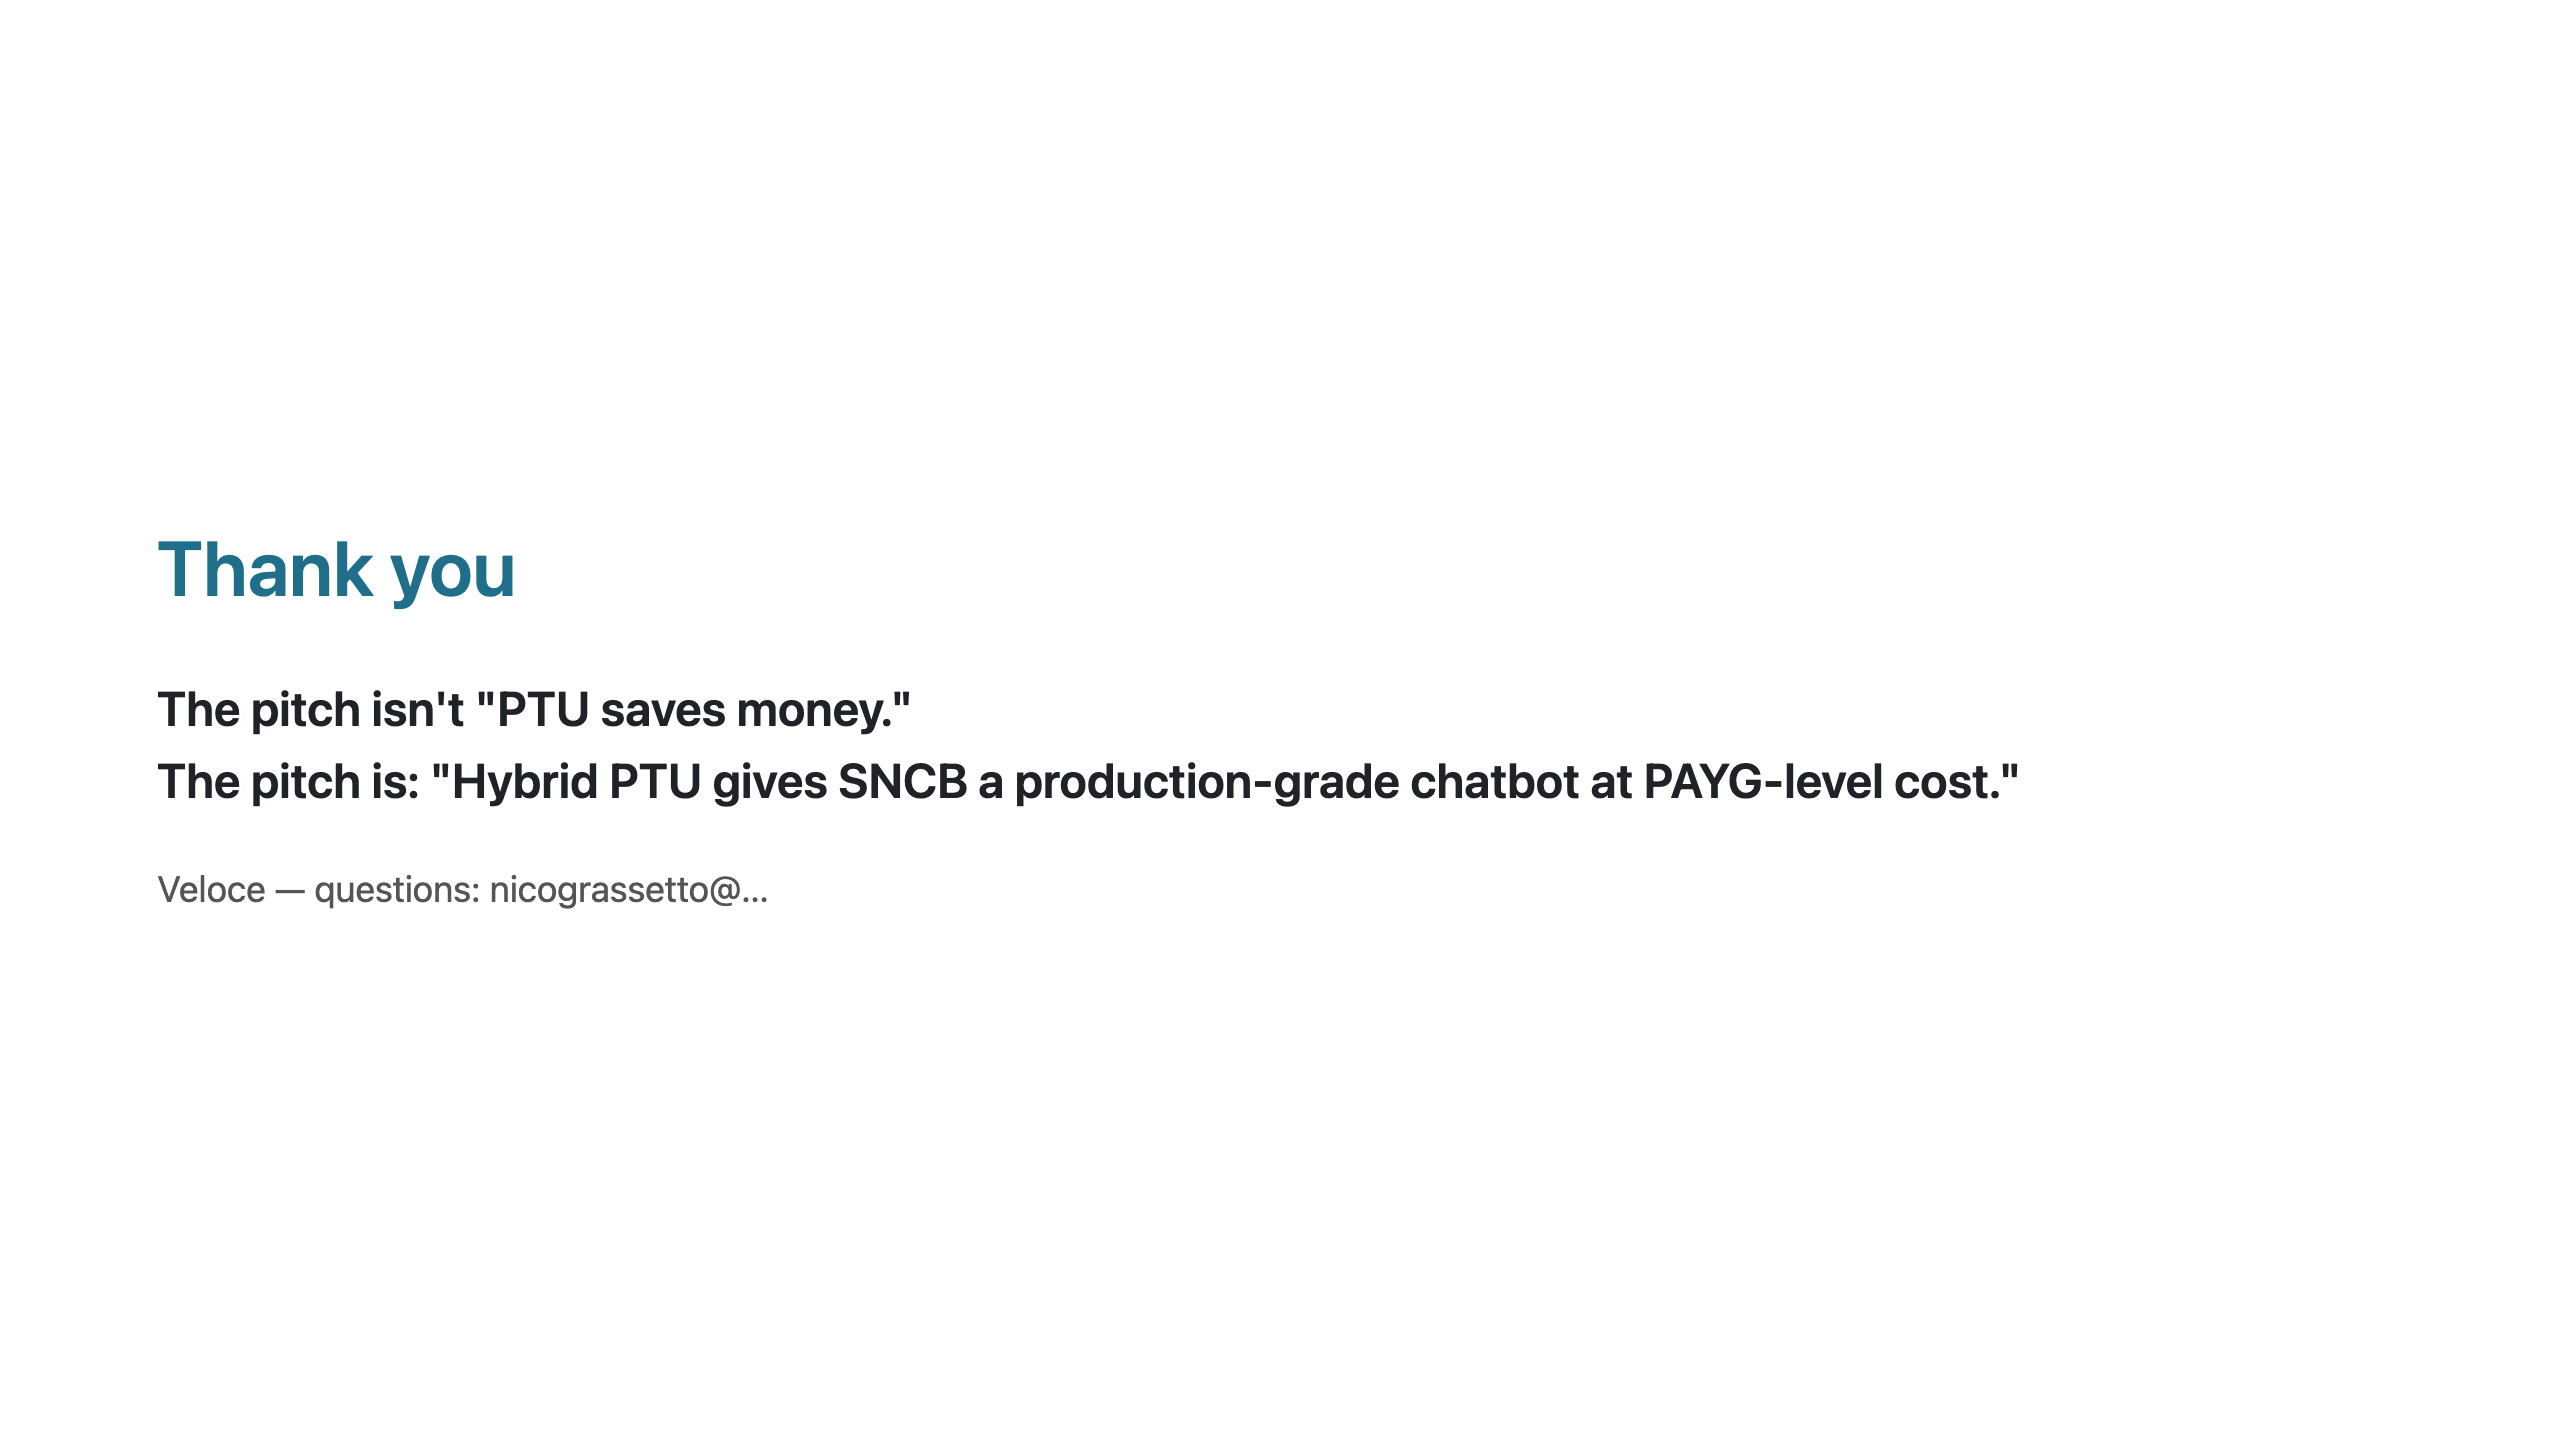 Thank you
The pitch isn't "PTU saves money."
The pitch is: "Hybrid PTU gives SNCB a production-grade chatbot at PAYG-level cost."
Veloce — questions: nicograssetto@...